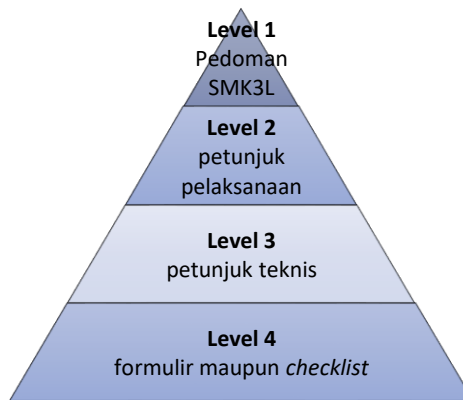 Level 1
Pedoman
SMK3L
Level 2
petunjuk
pelaksanaan
Level 3
petunjuk teknis
Level 4
formulir maupun checklist